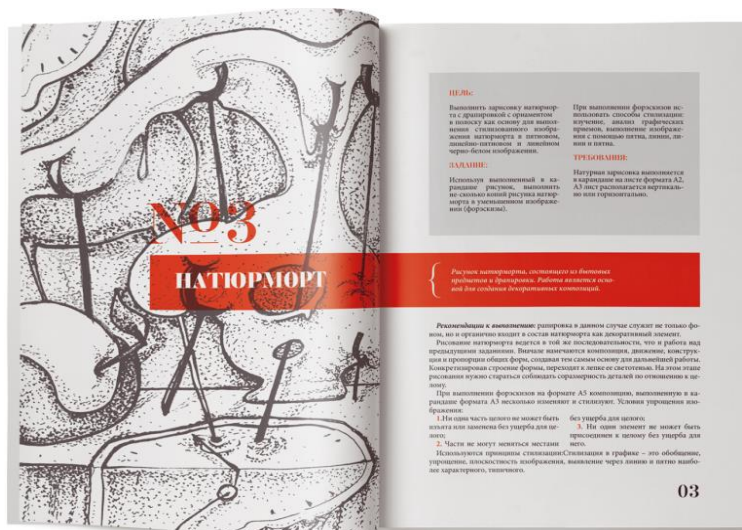 №3
НАТЮРМОРТ
ЦЕЛЬ:
Выполнить зарисовку натюрмор-
та с драпировкой с орнаментом
в полоску как основу для выпол-
нения стилизованного изобра-
жения натюрморта в пятновом,
линейно-пятновом и линейном
черно-белом изображении.
ЗАДАНИЕ:
Используя выполненный в ка-
рандаше рисунок, выполнить
не-сколько копий рисунка натюр-
морта в уменьшенном изображе-
нии (форэскизы).
При выполнении форэскизов ис-
пользовать способы стилизации:
изучение, анализ графических
приемов, выполнение изображе-
ния с помощью пятна, линии, ли-
нии и пятна.
ТРЕБОВАНИЯ:
Натурная зарисовка выполняется
в карандаше на листе формата А2,
А3 лист располагается вертикаль-
но или горизонтально.
Рисунок натюрморта, состоящего из бытовых
предметов и драпировки. Работа является осно-
вой для создания декоративных композиций.
Рекомендации к выполнению: рапировка в данном случае служит не только фо-
ном, но и органично входит в состав натюрморта как декоративный элемент.
Рисование натюрморта ведется в той же последовательности, что и работа над
предыдущими заданиями. Вначале намечаются композиция, движение, конструк-
ция и пропорции общих форм, создавая тем самым основу для дальнейшей работы.
Конкретизировав строение формы, переходят к лепке ее светотенью. На этом этапе
рисования нужно стараться соблюдать соразмерность деталей по отношению к це-
лому.
При выполнении форэскизов на формате А5 композицию, выполненную в ка-
рандаше формата А3 несколько изменяют и стилизуют. Условия упрощения изо-
бражения:
1.Ни одна часть целого не может быть
изъята или заменена без ущерба для це-
лого;
2. Части не могут меняться местами
без ущерба для целого;
3. Ни один элемент не может быть
присоединен к целому без ущерба для
него.
Используются принципы стилизации:Стилизация в графике – это обобщение,
упрощение, плоскостность изображения, выявление через линию и пятно наибо-
лее характерного, типичного.
03